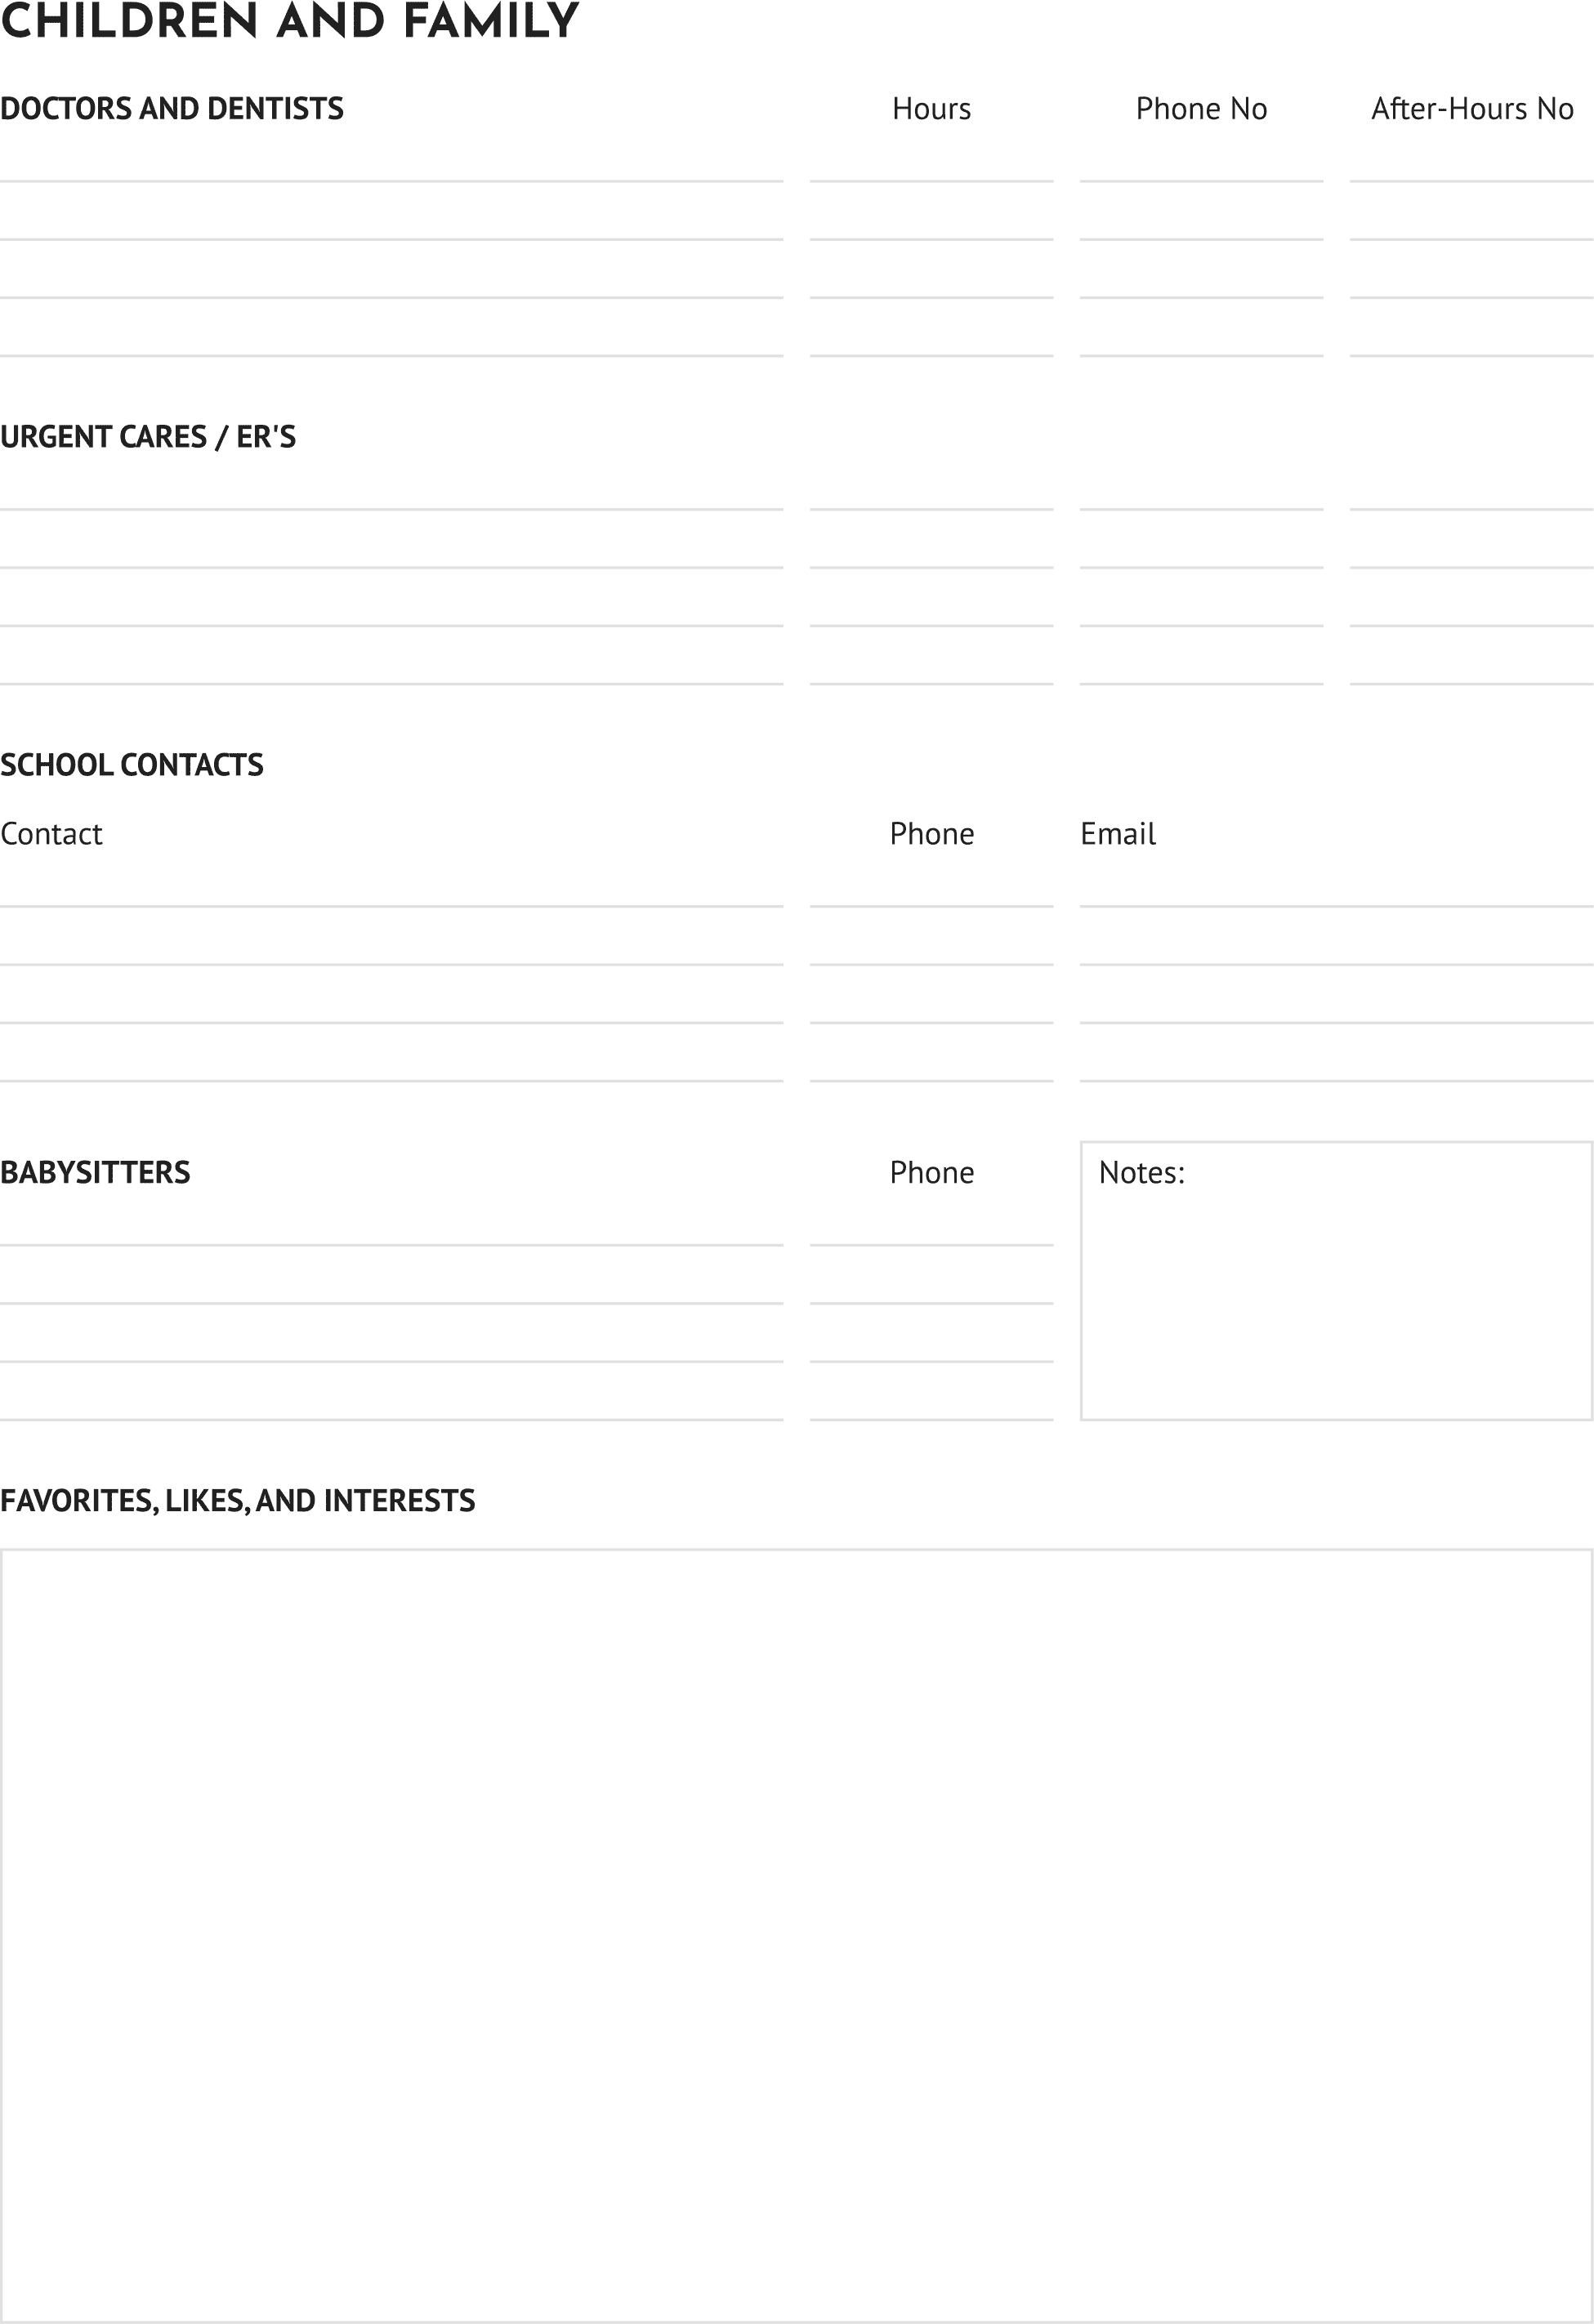 CHILDREN AND FAMILY
DOCTORS AND DENTISTS Hours Phone No After-Hours No
URGENT CARES / ER'S
SCHOOL CONTACTS
Contact Phone Email
BABYSITTERS Phone Notes:
FAVORITES, LIKES, AND INTERESTS